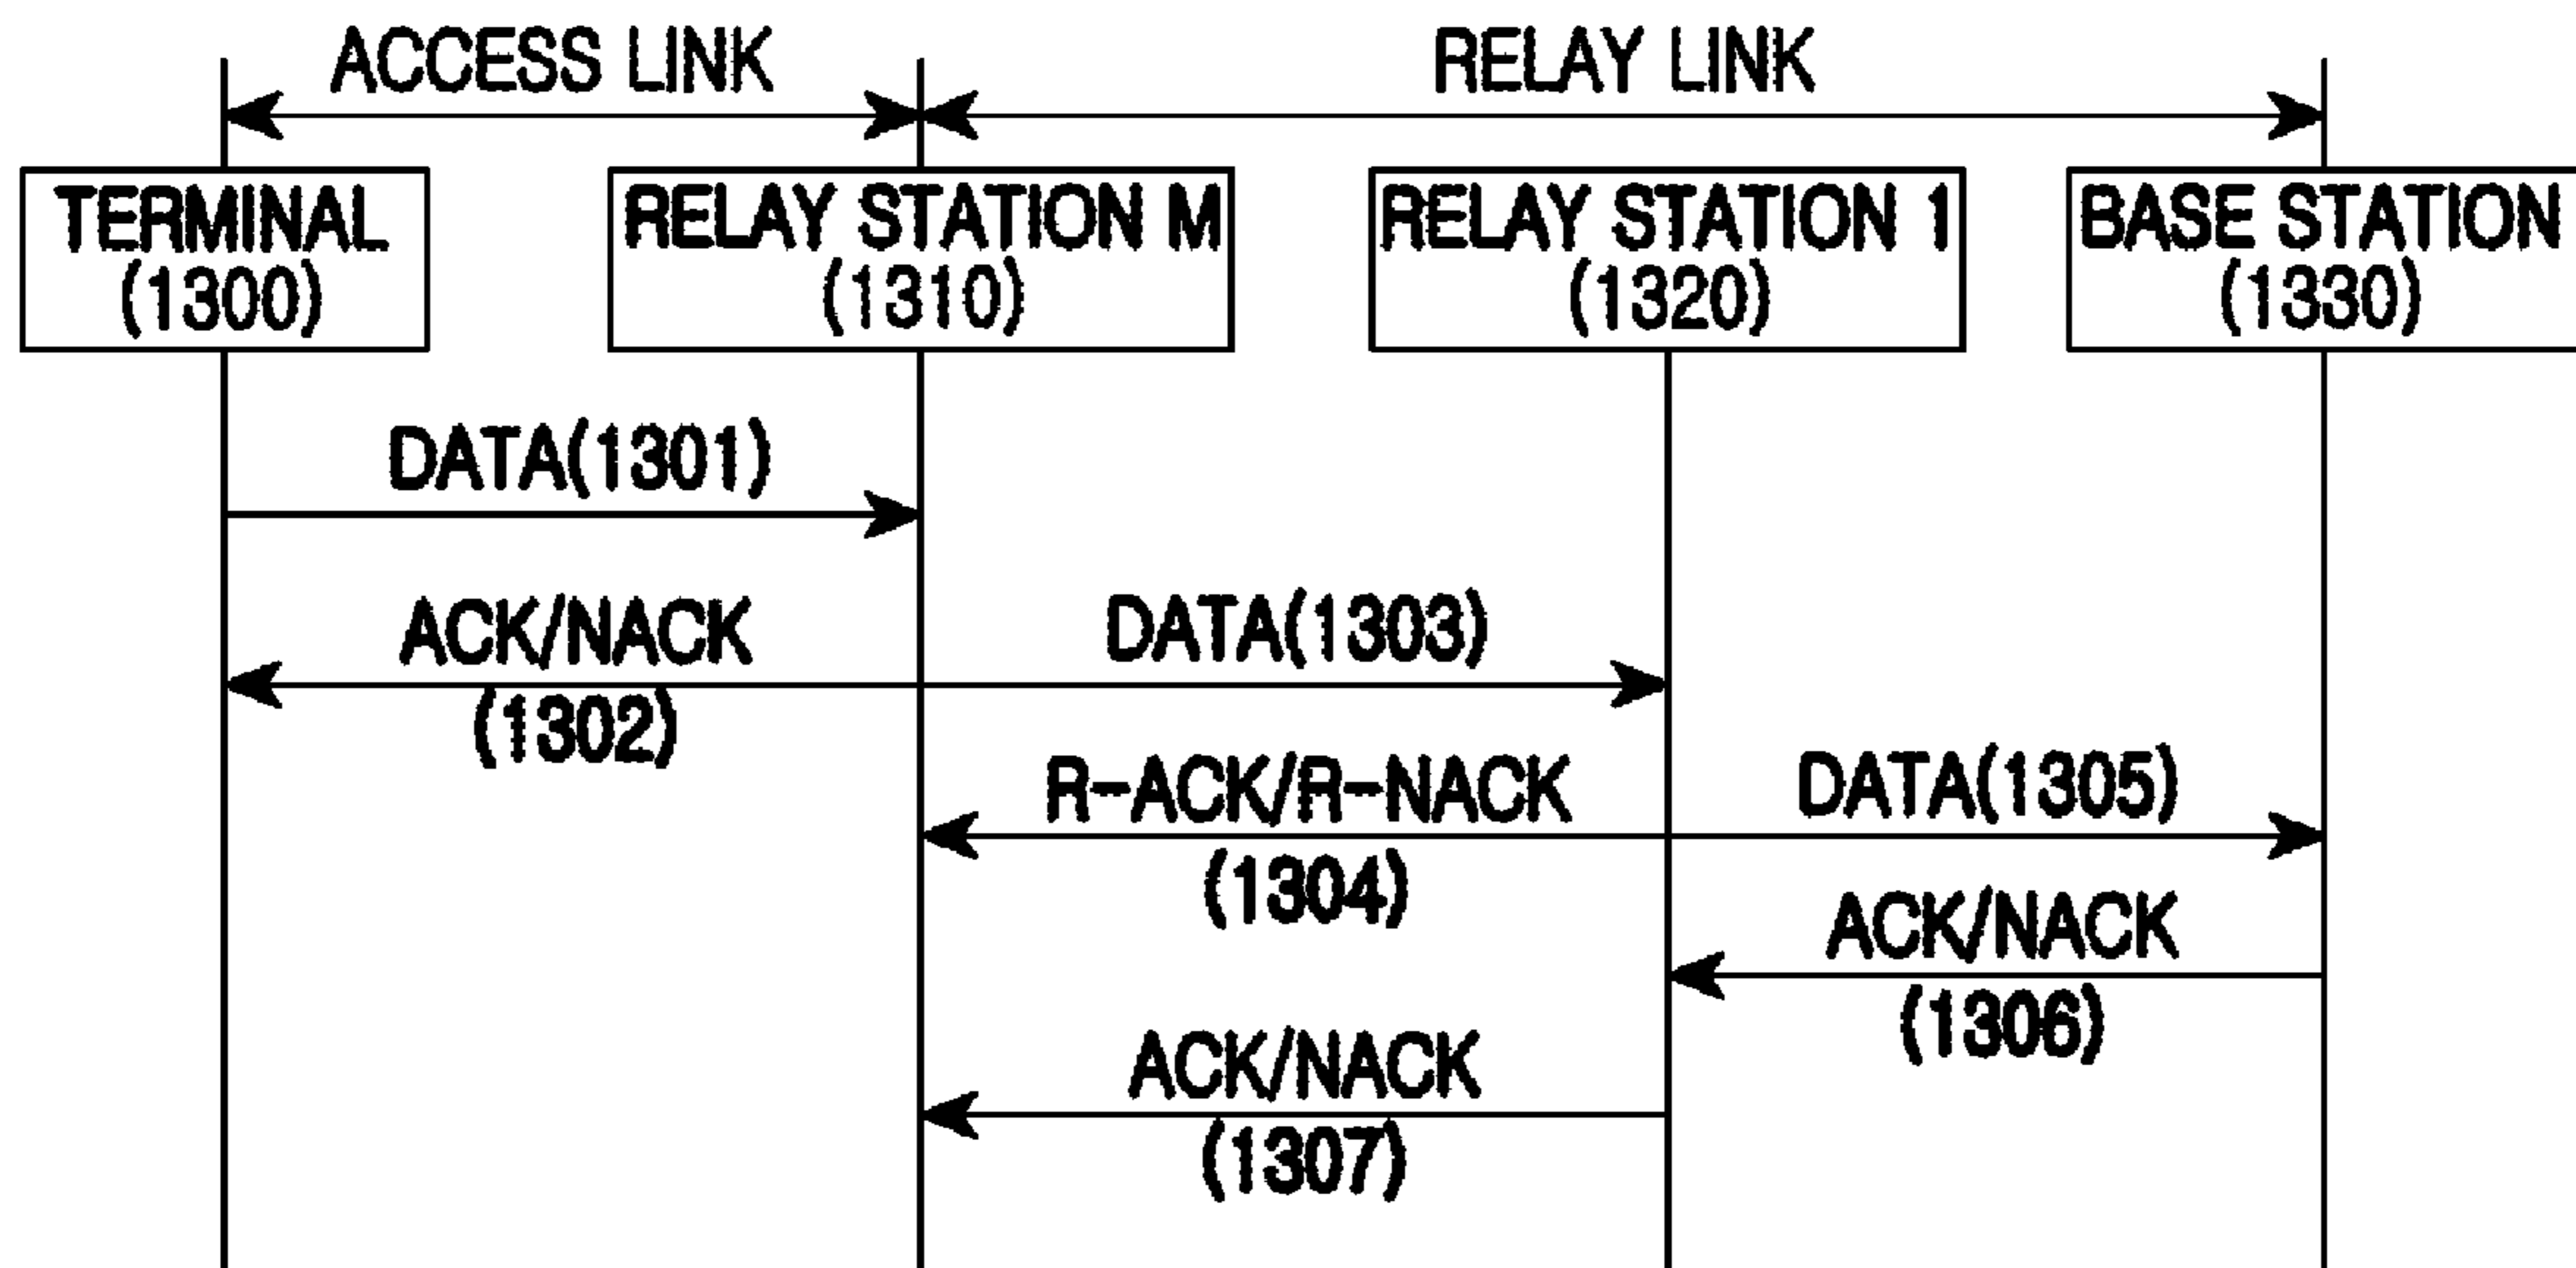 ACCESS LINK
RELAY LINK
TERMINAL
(1300)
RELAY STATION M
(1310)
RELAY STATION 1
(1320)
BASE STATION
(1330)
DATA(1301)
ACK/NACK
(1302)
DATA(1303)
R-ACK/R-NACK
(1304)
DATA(1305)
ACK/NACK
(1306)
ACK/NACK
(1307)